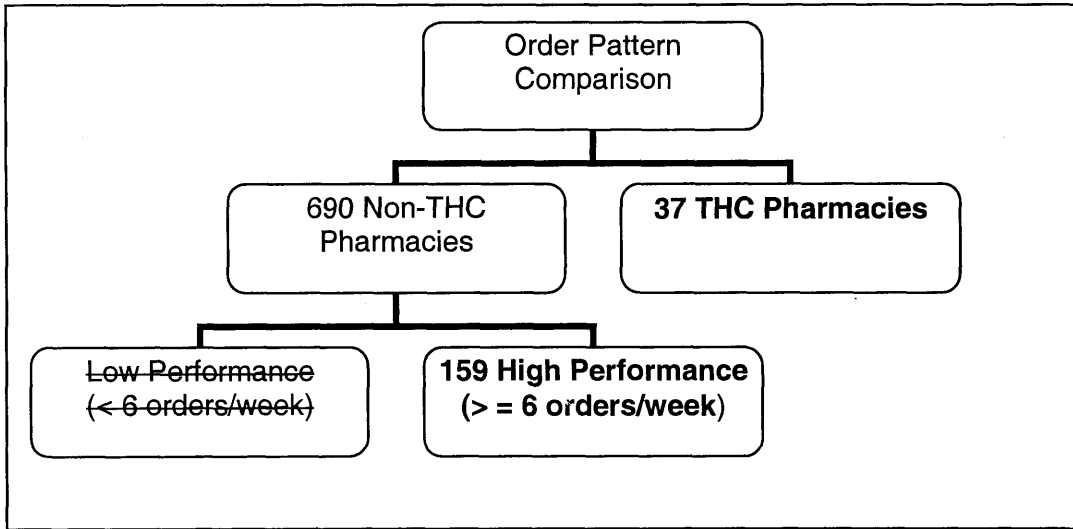 Order Pattern
Comparison
690 Non-THC
Pharmacies
37 THC Pharmacies
Low Performance
(< 6 orders/week)
159 High Performance
(> = 6 orders/week)